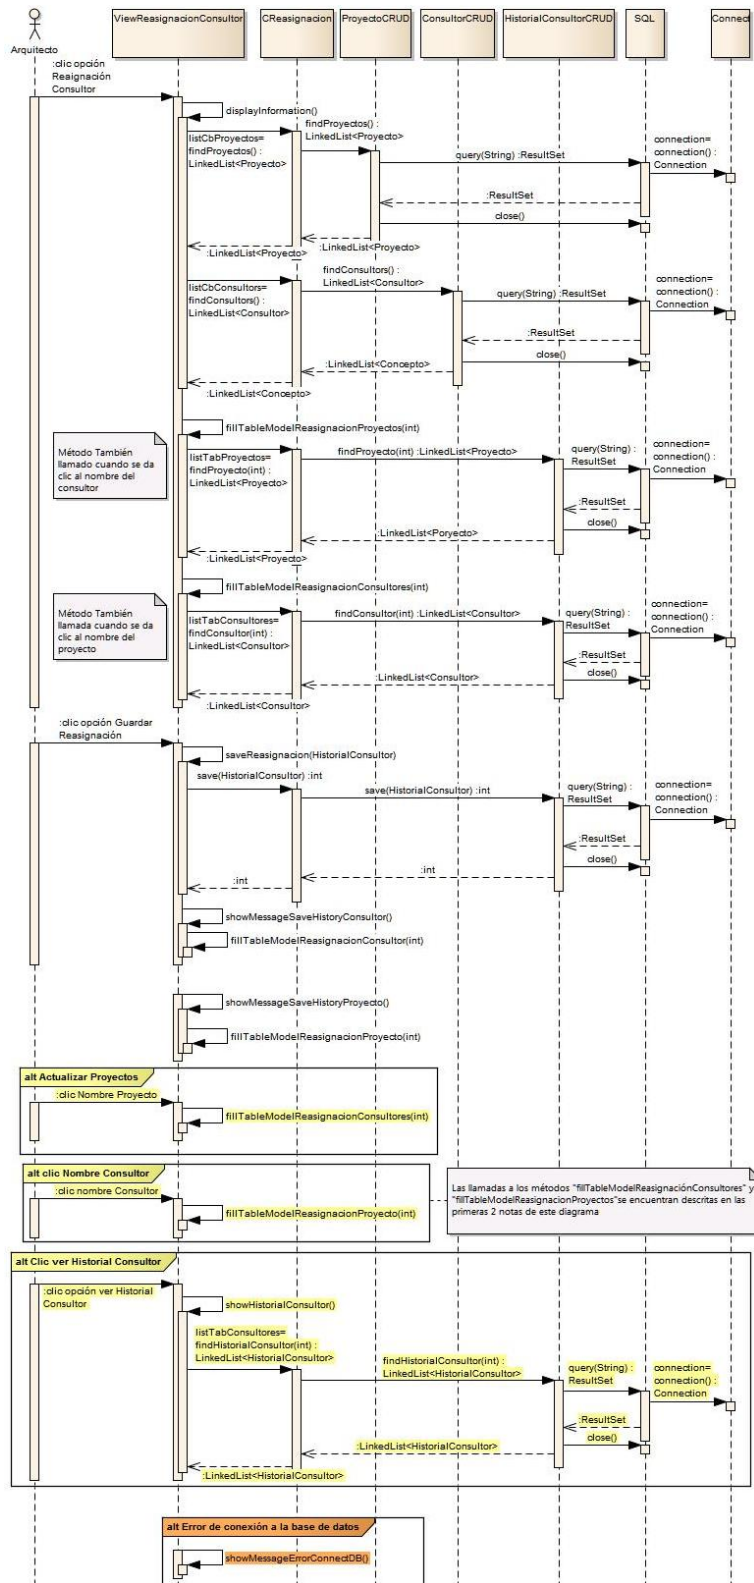 ViewReasignacionConsultor
CReasignacion
ProyectoCRUD
ConsultorCRUD
HistorialConsultorCRUD
SQL
Connect
Arquitecto
:clic opción
Reaignación
Consultor
displayInformation()
listCbProyectos=
findProyectos() :
LinkedList<Proyecto>
findProyectos() :
LinkedList<Proyecto>
query(String) :ResultSet
connection=
connection() :
Connection
:ResultSet
close()
:LinkedList<Proyecto>
:LinkedList<Proyecto>
listCbConsultors=
findConsultors() :
LinkedList<Consultor>
findConsultors() :
LinkedList<Consultor>
query(String) :ResultSet
connection=
connection() :
Connection
:ResultSet
close()
:LinkedList<Concepto>
:LinkedList<Concepto>
fillTableModelReasignacionProyectos(int)
Método También
llamado cuando se da
clic al nombre del
consultor
listTabProyectos=
findProyecto(int) :
LinkedList<Proyecto>
findProyecto(int) :LinkedList<Proyecto>
query(String) :
ResultSet
connection=
connection() :
Connection
:ResultSet
close()
:LinkedList<Poryecto>
:LinkedList<Proyecto>
fillTableModelReasignacionConsultores(int)
Método También
llamada cuando se da
clic al nombre del
proyecto
listTabConsultores=
findConsultor(int) :
LinkedList<Consultor>
findConsultor(int) :LinkedList<Consultor>
query(String) :
ResultSet
connection=
connection() :
Connection
:ResultSet
close()
:LinkedList<Consultor>
:LinkedList<Consultor>
:clic opción Guardar
Reasignación
saveReasignacion(HistorialConsultor)
save(HistorialConsultor) :int
save(HistorialConsultor) :int
query(String) :
ResultSet
connection=
connection() :
Connection
:ResultSet
close()
:int
:int
showMessageSaveHistoryConsultor()
fillTableModelReasignacionConsultor(int)
showMessageSaveHistoryProyecto()
fillTableModelReasignacionProyecto(int)
alt Actualizar Proyectos
:clic Nombre Proyecto
fillTableModelReasignacionConsultores(int)
alt clic Nombre Consultor
:clic nombre Consultor
fillTableModelReasignacionProyecto(int)
Las llamadas a los métodos "fillTableModelReasignaciónConsultores" y
"fillTableModelReasignacionProyectos"se encuentran descritas en las
primeras 2 notas de este diagrama
alt Clic ver Historial Consultor
:clic opción ver Historial
Consultor
showHistorialConsultor()
listTabConsultores=
findHistorialConsultor(int) :
LinkedList<HistorialConsultor>
findHistorialConsultor(int) :
LinkedList<HistorialConsultor>
query(String) :
ResultSet
connection=
connection() :
Connection
:ResultSet
close()
:LinkedList<HistorialConsultor>
:LinkedList<HistorialConsultor>
alt Error de conexión a la base de datos
showMessageErrorConnectDB()